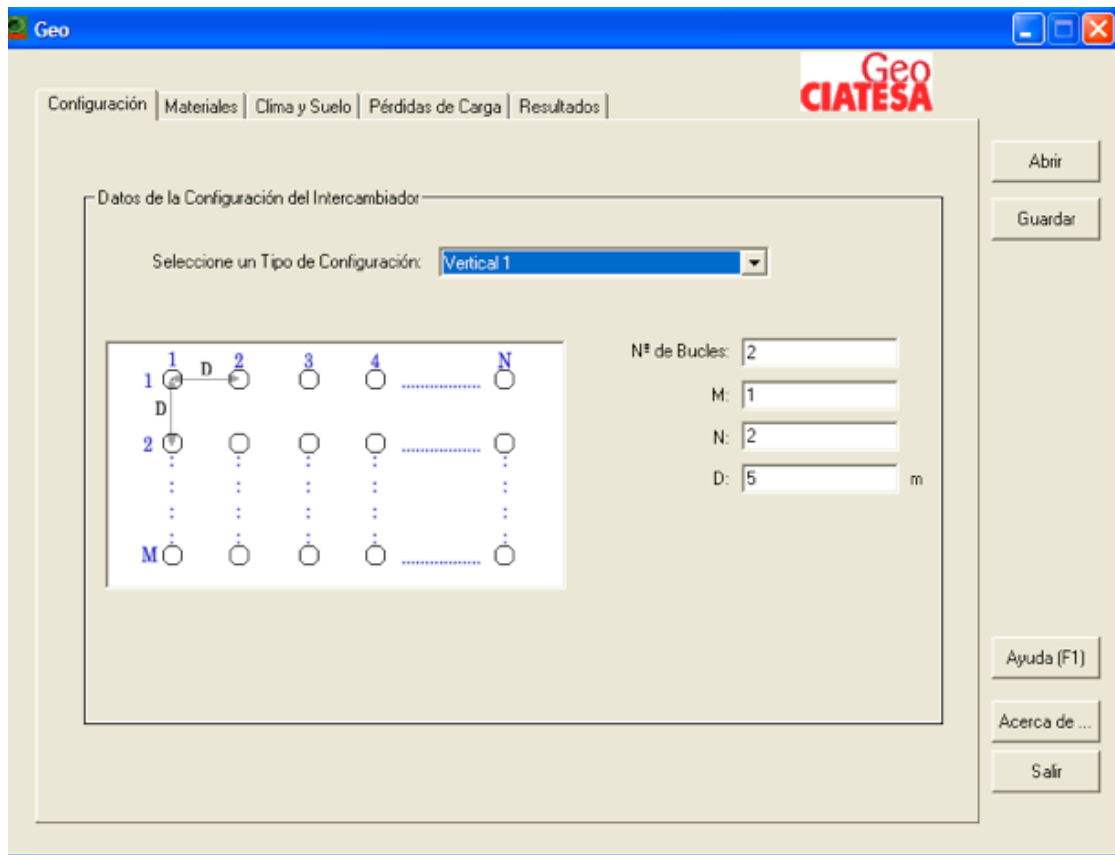 Geo
Geo
CIATESA
Configuración Materiales Clima y Suelo Pérdidas de Carga Resultados
Abrir
Guardar
Datos de la Configuración del Intercambiador
Seleccione un Tipo de Configuración: Vertical 1
1 2 3 4 N
1 D
D
2
M
Nº de Bucles: 2
M: 1
N: 2
D: 5 m
Ayuda (F1)
Acerca de ...
Salir